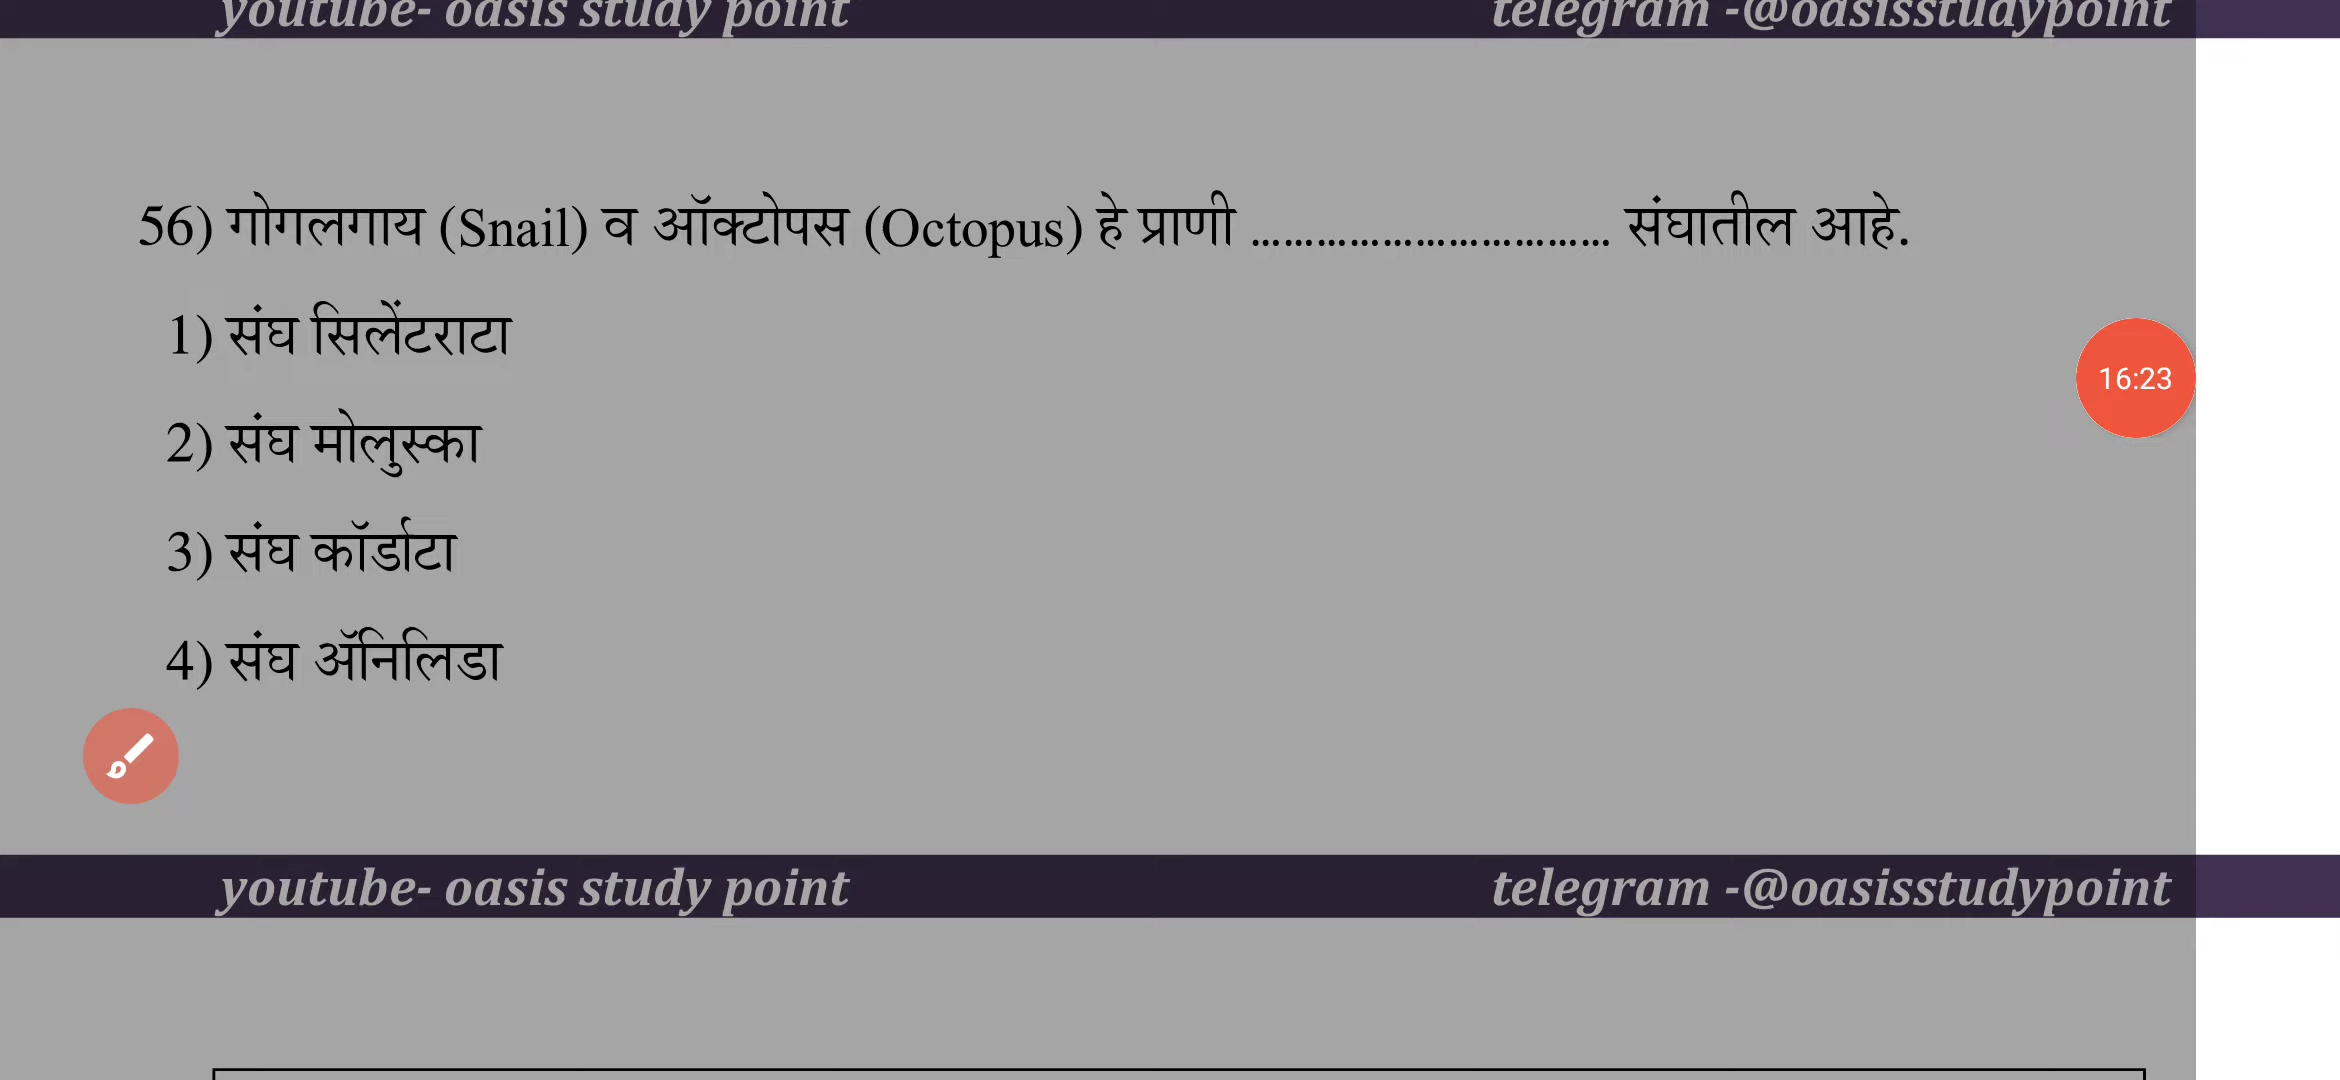 youtube- oasis study point telegram -@oasisstudypoint
56) गोगलगाय (Snail) व ऑक्टोपस (Octopus) हे प्राणी ................................. संघातील आहे.
1) संघ सिलेंटराटा
2) संघ मोलुस्का
3) संघ कॉर्डाटा
4) संघ ॲनिलिडा
16:23
youtube- oasis study point telegram -@oasisstudypoint